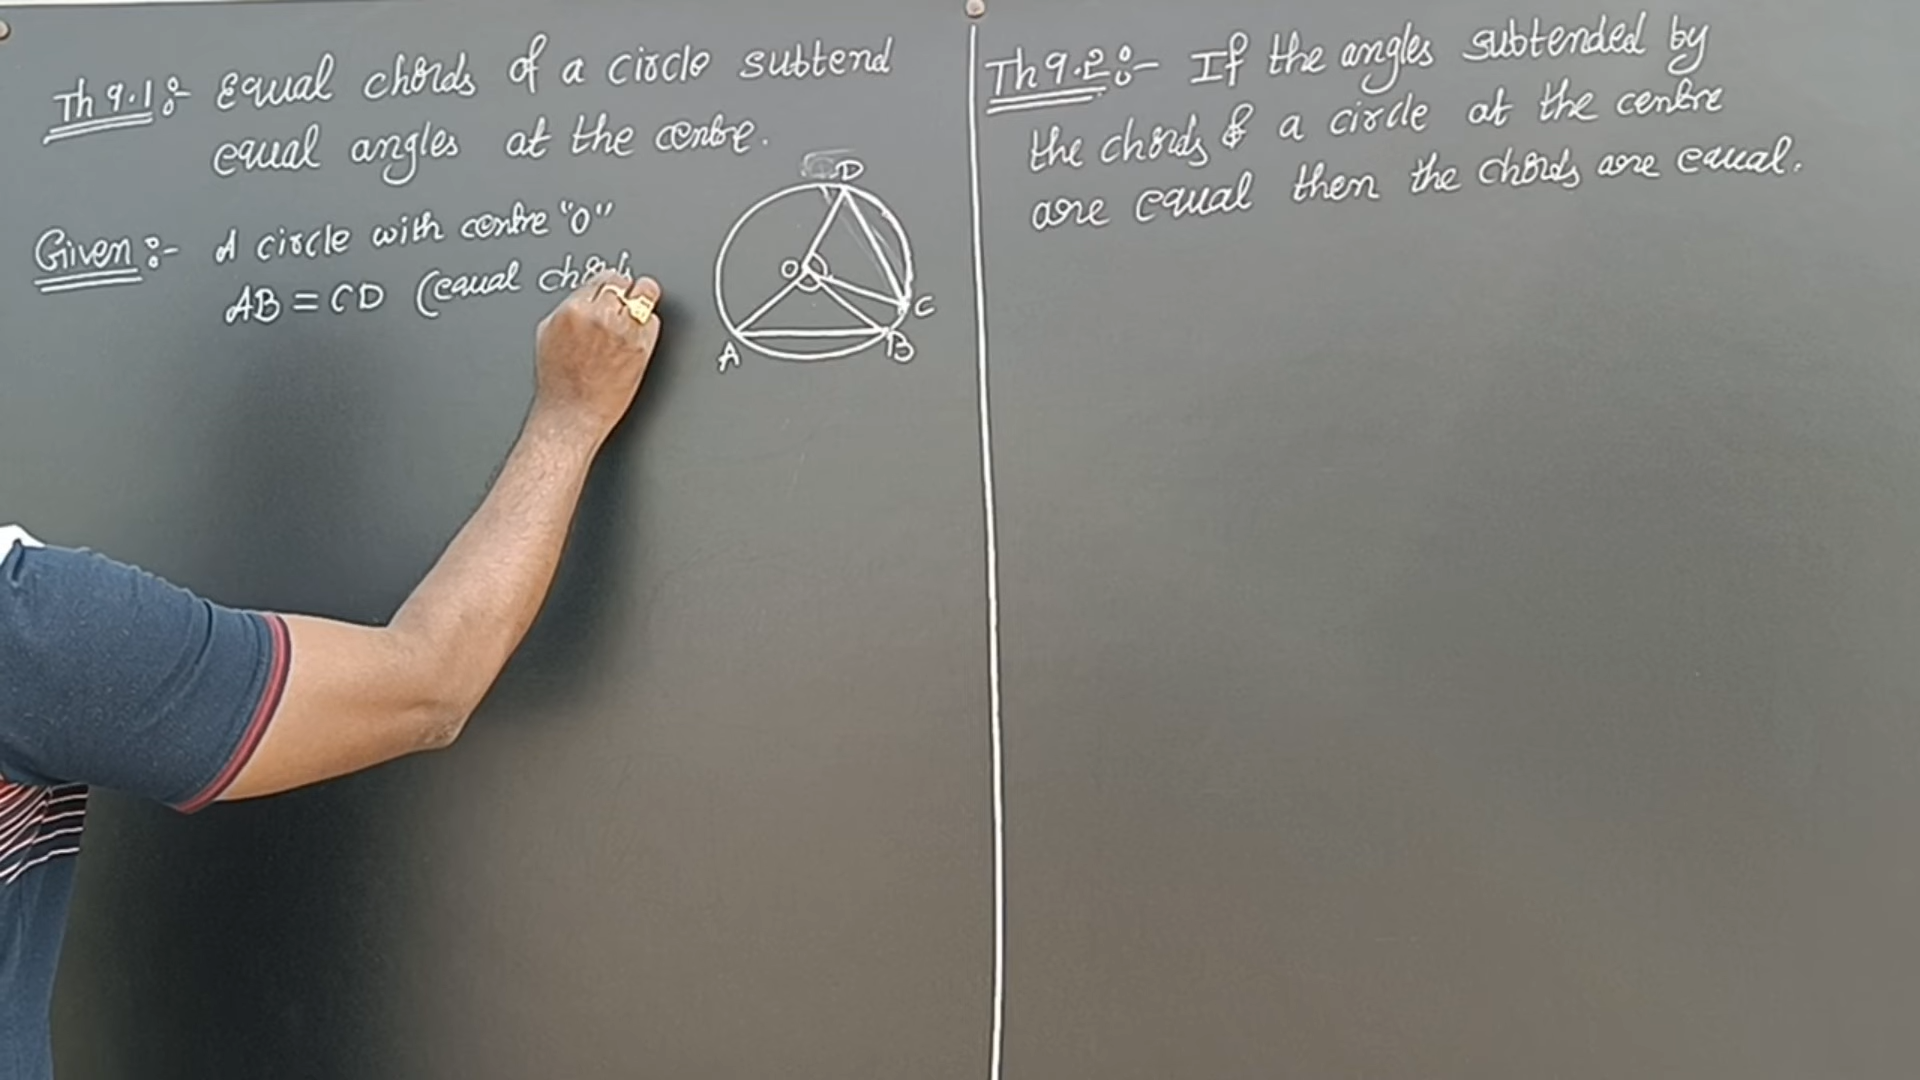 Th 9.1:- Equal chords of a circle subtend
equal angles at the centre.
Given:- A circle with centre "O"
AB = CD (equal chords
D
O
C
A
B
Th 9.2:- If the angles subtended by
the chords of a circle at the centre
are equal then the chords are equal.